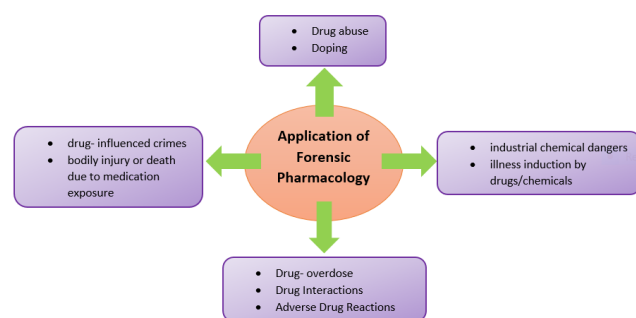 Drug abuse
Doping
drug- influenced crimes
bodily injury or death
due to medication
exposure
Application of
Forensic
Pharmacology
industrial chemical dangers
illness induction by
drugs/chemicals
Drug- overdose
Drug Interactions
Adverse Drug Reactions